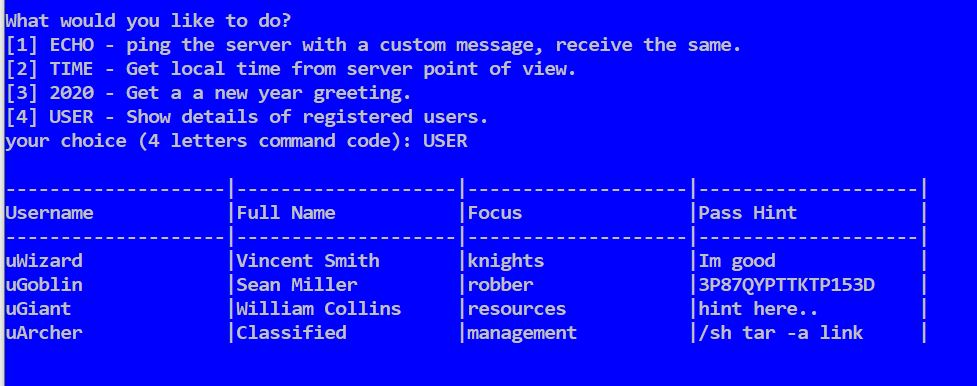 What would you like to do?
[1] ECHO - ping the server with a custom message, receive the same.
[2] TIME - Get local time from server point of view.
[3] 2020 - Get a a new year greeting.
[4] USER - Show details of registered users.
your choice (4 letters command code): USER
--------------------|--------------------|--------------------|--------------------|
Username            |Full Name           |Focus               |Pass Hint           |
--------------------|--------------------|--------------------|--------------------|
uWizard             |Vincent Smith       |knights             |Im good             |
uGoblin             |Sean Miller         |robber              |3P87QYPTTKTP153D    |
uGiant              |William Collins     |resources           |hint here..         |
uArcher             |Classified          |management          |/sh tar -a link     |